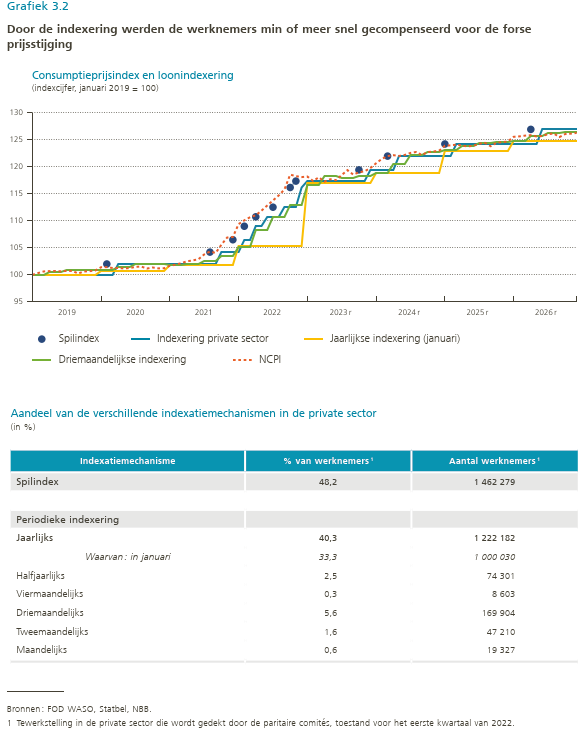 Grafiek 3.2
Door de indexering werden de werknemers min of meer snel gecompenseerd voor de forse
prijsstijging
Consumptieprijsindex en loonindexering
(indexcijfer, januari 2019 = 100)
130
125
120
115
110
105
100
95
2019 2020 2021 2022 2023 r 2024 r 2025 r 2026 r
Spilindex Indexering private sector Jaarlijkse indexering (januari)
Driemaandelijkse indexering NCPI
Aandeel van de verschillende indexatiemechanismen in de private sector
(in %)
Indexatiemechanisme % van werknemers ¹ Aantal werknemers ¹
Spilindex 48,2 1 462 279
Periodieke indexering
Jaarlijks 40,3 1 222 182
Waarvan : in januari 33,3 1 000 030
Halfjaarlijks 2,5 74 301
Viermaandelijks 0,3 8 603
Driemaandelijks 5,6 169 904
Tweemaandelijks 1,6 47 210
Maandelijks 0,6 19 327
Bronnen : FOD WASO, Statbel, NBB.
1 Tewerkstelling in de private sector die wordt gedekt door de paritaire comités, toestand voor het eerste kwartaal van 2022.